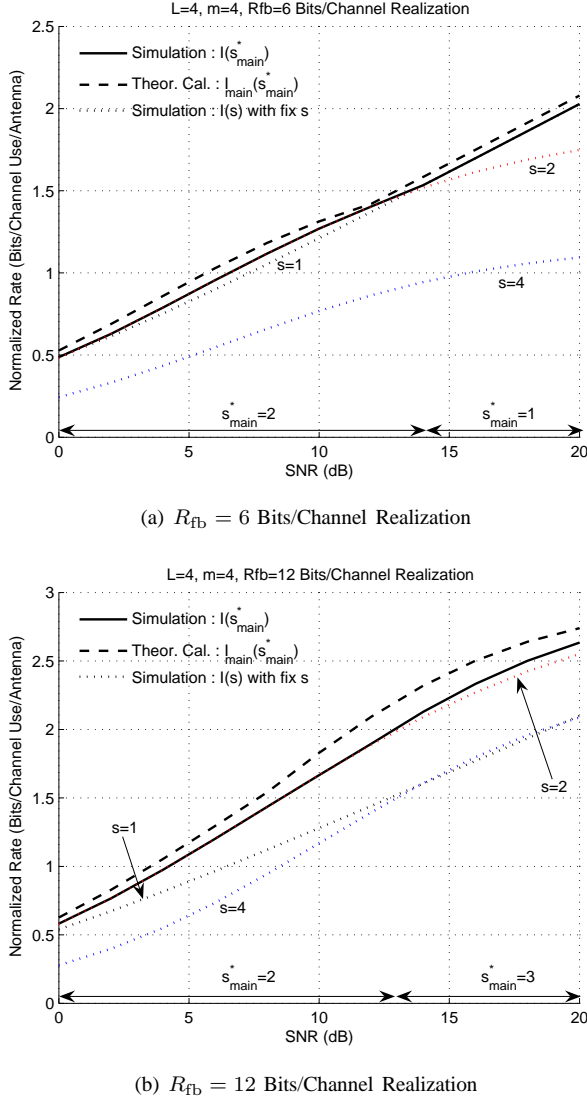 L=4, m=4, Rfb=6 Bits/Channel Realization
2.5
2
1.5
1
0.5
0
Normalized Rate (Bits/Channel Use/Antenna)
Simulation : I(s*main)
Theor. Cal. : Imain(s*main)
Simulation : I(s) with fix s
s=2
s=1
s=4
s*main=2
s*main=1
0
5
10
15
20
SNR (dB)
(a) Rfb = 6 Bits/Channel Realization
L=4, m=4, Rfb=12 Bits/Channel Realization
3
2.5
2
1.5
1
0.5
0
Normalized Rate (Bits/Channel Use/Antenna)
Simulation : I(s*main)
Theor. Cal. : Imain(s*main)
Simulation : I(s) with fix s
s=2
s=1
s=4
s*main=2
s*main=3
0
5
10
15
20
SNR (dB)
(b) Rfb = 12 Bits/Channel Realization